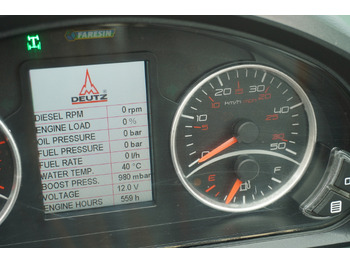 FARESIN
DEUTZ
DIESEL RPM 0 rpm
ENGINE LOAD 0 %
OIL PRESSURE 0 bar
FUEL PRESSURE 0 bar
FUEL RATE 0 l/h
WATER TEMP. 40 °C
BOOST PRESS. 980 mbar
VOLTAGE 12.0 V
ENGINE HOURS 559 h
0 10 20 30 40 50
km/h
F